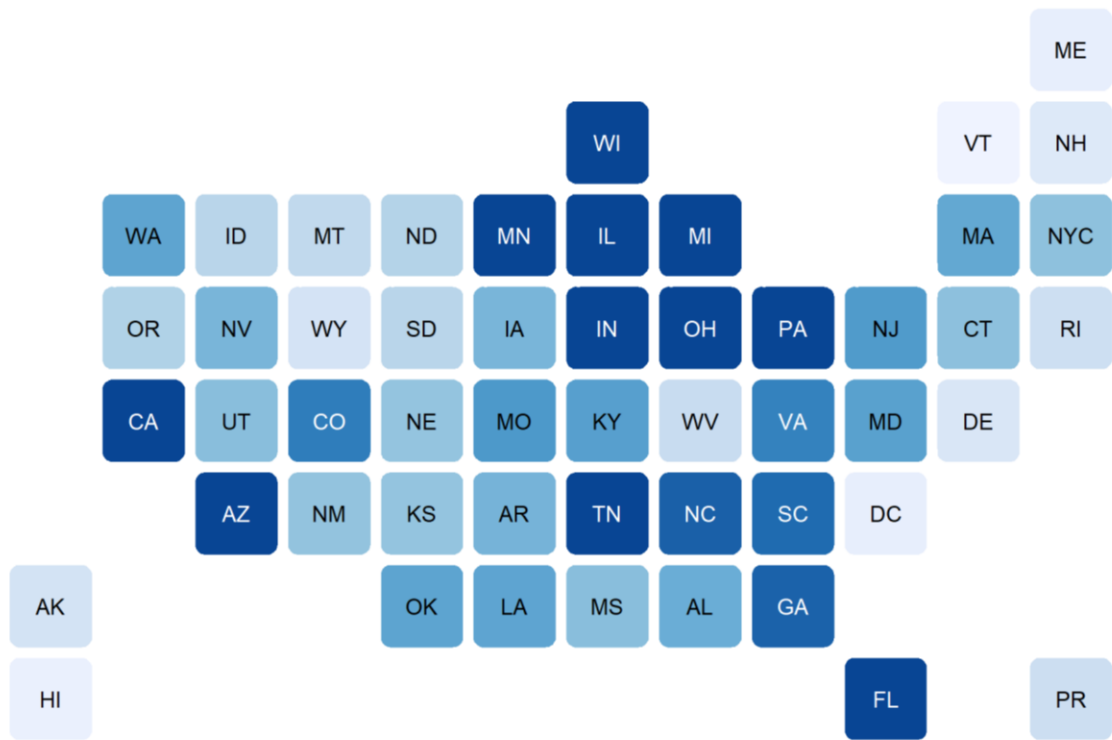 ME
WI VT NH
WA ID MT ND MN IL MI MA NYC
OR NV WY SD IA IN OH PA NJ CT RI
CA UT CO NE MO KY WV VA MD DE
AZ NM KS AR TN NC SC DC
AK OK LA MS AL GA
HI FL PR